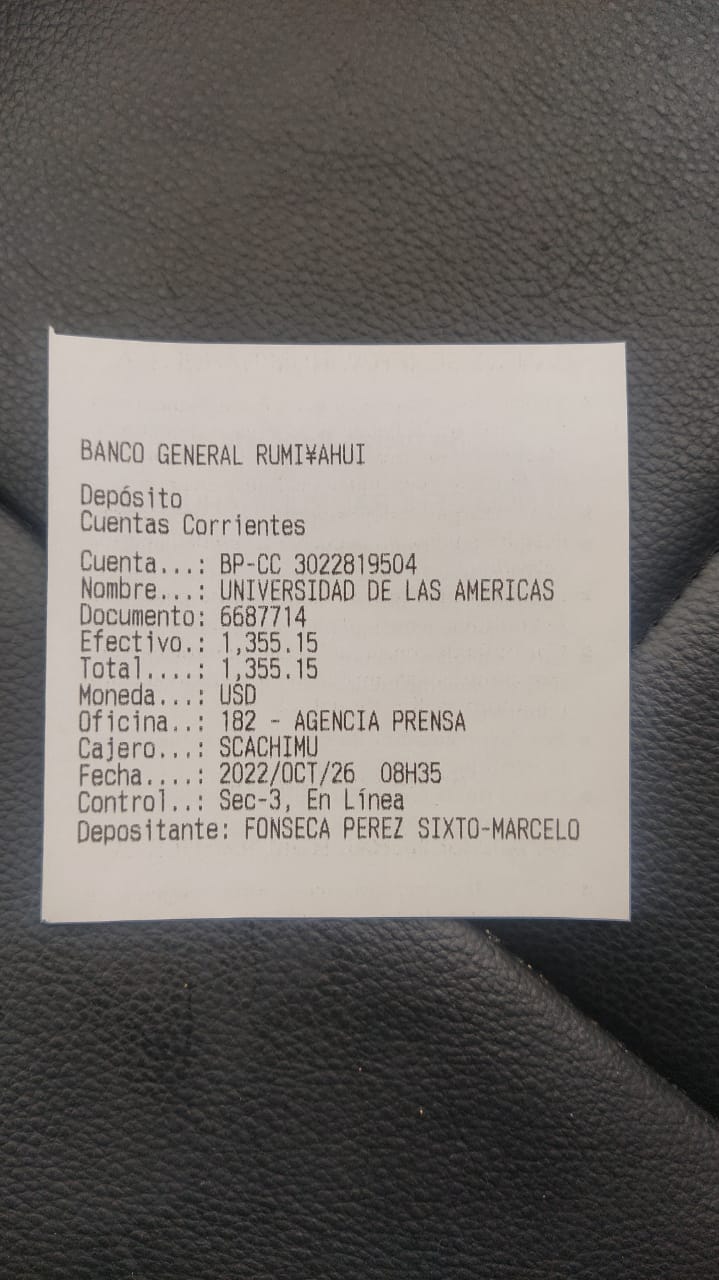 BANCO GENERAL RUMI¥AHUI
Depósito
Cuentas Corrientes
Cuenta...: BP-CC 3022819504
Nombre...: UNIVERSIDAD DE LAS AMERICAS
Documento: 6687714
Efectivo.: 1,355.15
Total....: 1,355.15
Moneda...: USD
Oficina..: 182 - AGENCIA PRENSA
Cajero...: SCACHIMU
Fecha....: 2022/OCT/26  08H35
Control..: Sec-3, En Línea
Depositante: FONSECA PEREZ SIXTO-MARCELO